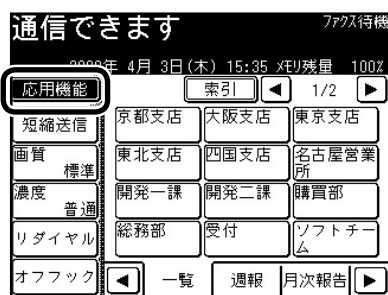 通信できます
ファクス待機
2008年 4月 3日(木) 15:35 メモリ残量 100%
応用機能
索引
1/2
短縮送信
京都支店
大阪支店
東京支店
画質
標準
東北支店
四国支店
名古屋営業
所
濃度
普通
開発一課
開発二課
購買部
リダイヤル
総務部
受付
ソフトチー
ム
オフフック
一覧
週報
月次報告